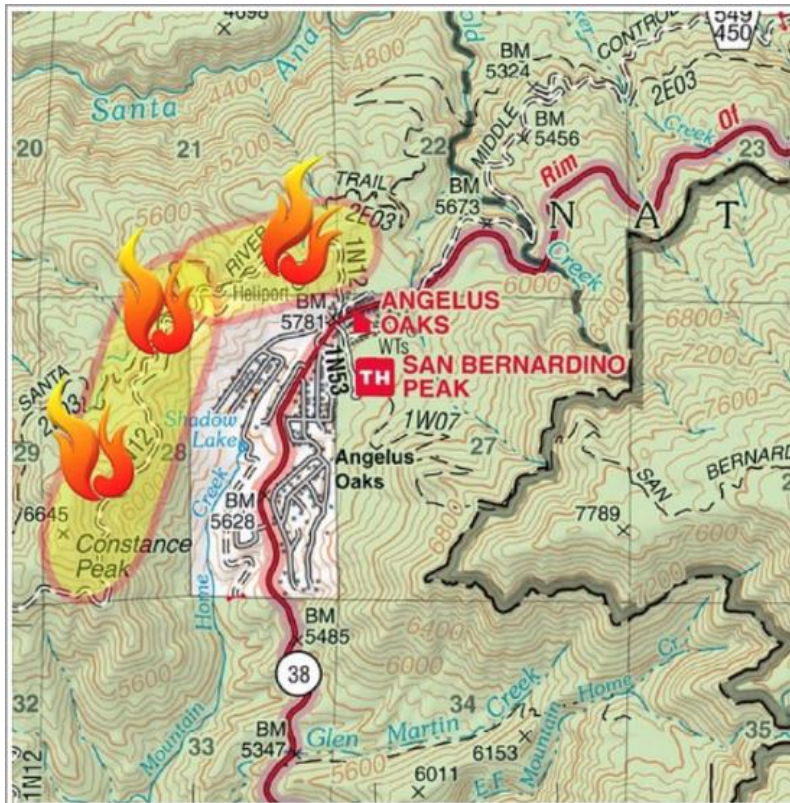 4698
549
450
Santa
Ana
4400
4800
5200
BM
5324
CONTROL
2E03
20
21
22
MIDDLE
BM
5456
Creek
Rim
Of
23
5600
TRAIL
2E03
BM
5673
N A T
RIVER
1N12
Heliport
Creek
6000
6400
BM
5781
ANGELUS
OAKS
WTs
6800
7200
1N53
TH
SAN BERNARDINO
PEAK
7600
SANTA
Shadow
Lake
1W07
29
28
27
Angelus
Oaks
SAN
BERNARD
6000
6645
Constance
Peak
Creek
BM
5628
6800
7789
7600
Home
7200
BM
5485
6400
6000
5600
38
Home Cr.
32
33
34
35
BM
5347
Glen Martin Creek
6153
Mountain
Mountain
5600
6011
E.F.
1N12